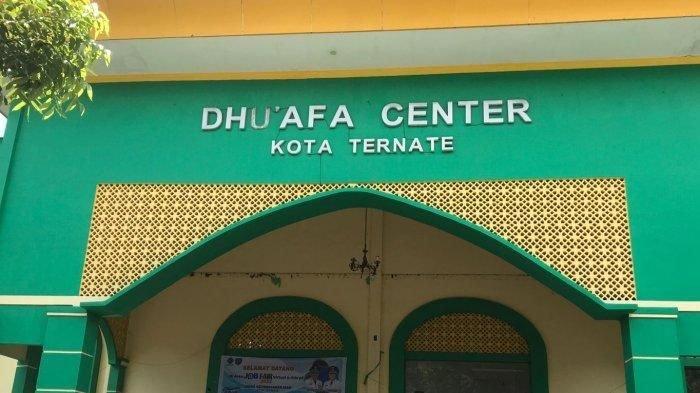 DHU'AFA CENTER
KOTA TERNATE
SELAMAT DATANG
JOB FAIR